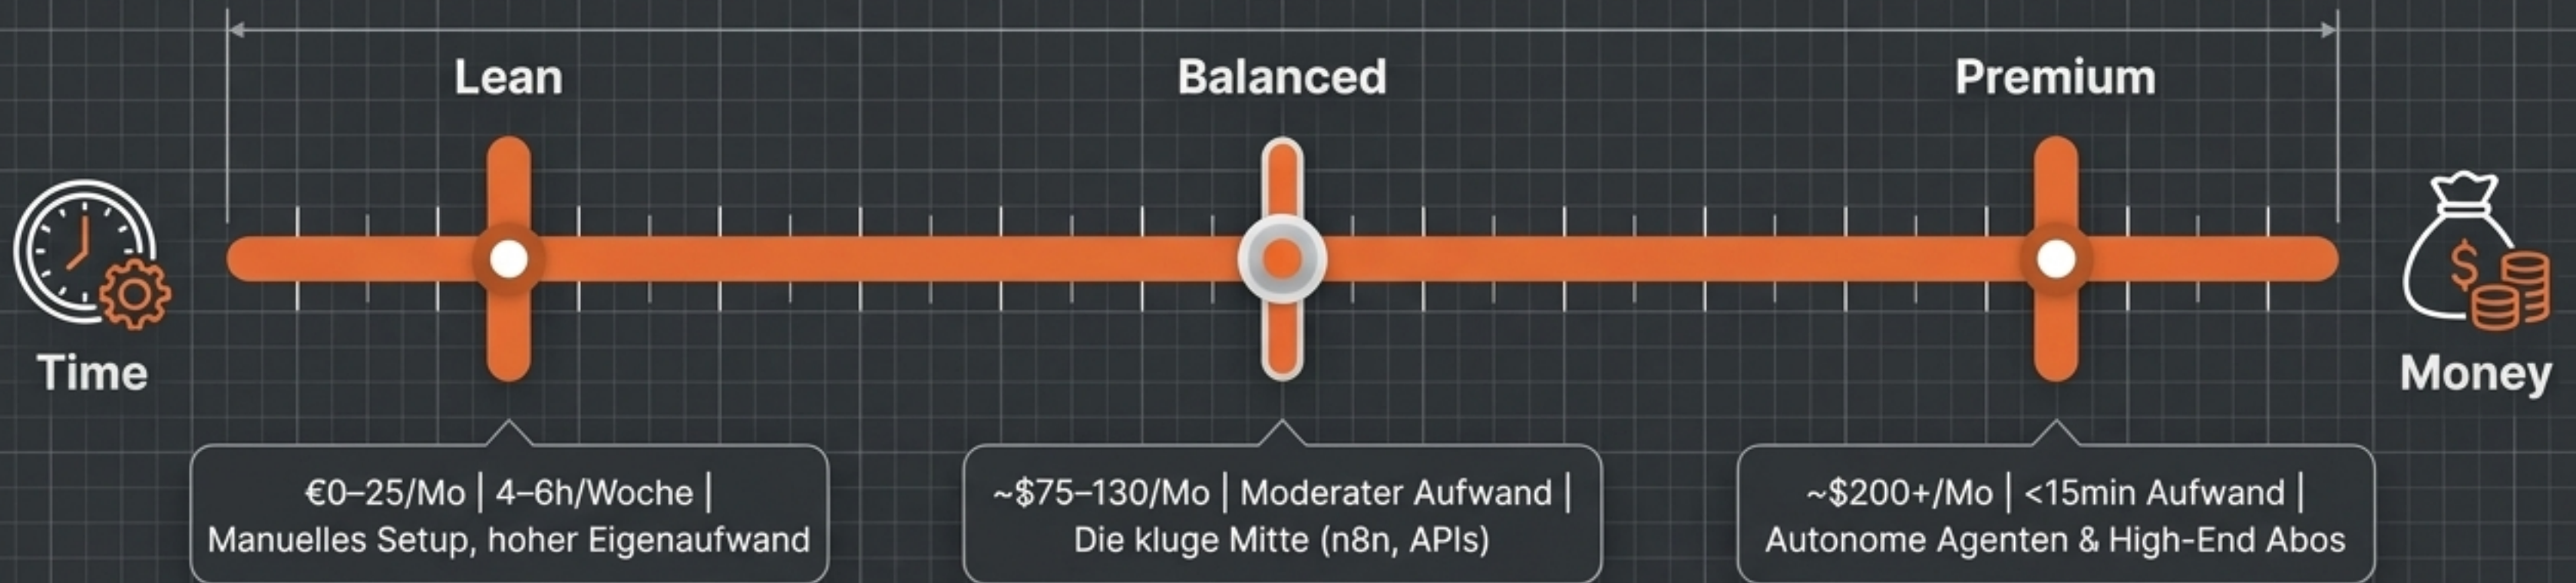 Lean
Balanced
Premium
Time
$
Money
€0–25/Mo | 4–6h/Woche |
Manuelles Setup, hoher Eigenaufwand
~$75–130/Mo | Moderater Aufwand |
Die kluge Mitte (n8n, APIs)
~$200+/Mo | <15min Aufwand |
Autonome Agenten & High-End Abos